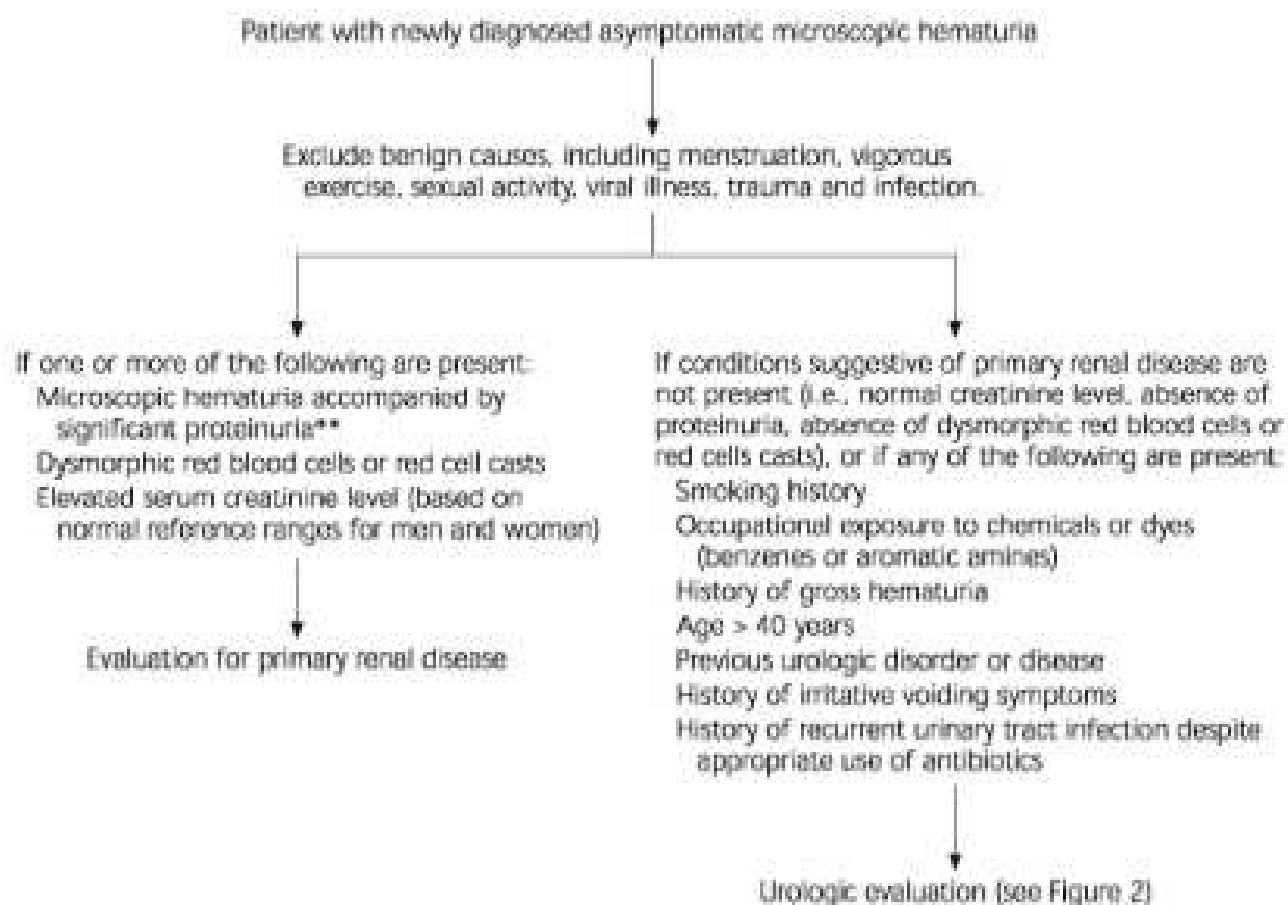 Patient with newly diagnosed asymptomatic microscopic hematuria
Exclude benign causes, including menstruation, vigorous
exercise, sexual activity, viral illness, trauma and infection.
If one or more of the following are present:
Microscopic hematuria accompanied by
significant proteinuria**
Dysmorphic red blood cells or red cell casts
Elevated serum creatinine level (based on
normal reference ranges for men and women)
Evaluation for primary renal disease
If conditions suggestive of primary renal disease are
not present (i.e., normal creatinine level, absence of
proteinuria, absence of dysmorphic red blood cells or
red cells casts), or if any of the following are present:
Smoking history
Occupational exposure to chemicals or dyes
(benzenes or aromatic amines)
History of gross hematuria
Age > 40 years
Previous urologic disorder or disease
History of irritative voiding symptoms
History of recurrent urinary tract infection despite
appropriate use of antibiotics
Urologic evaluation (see Figure 2)